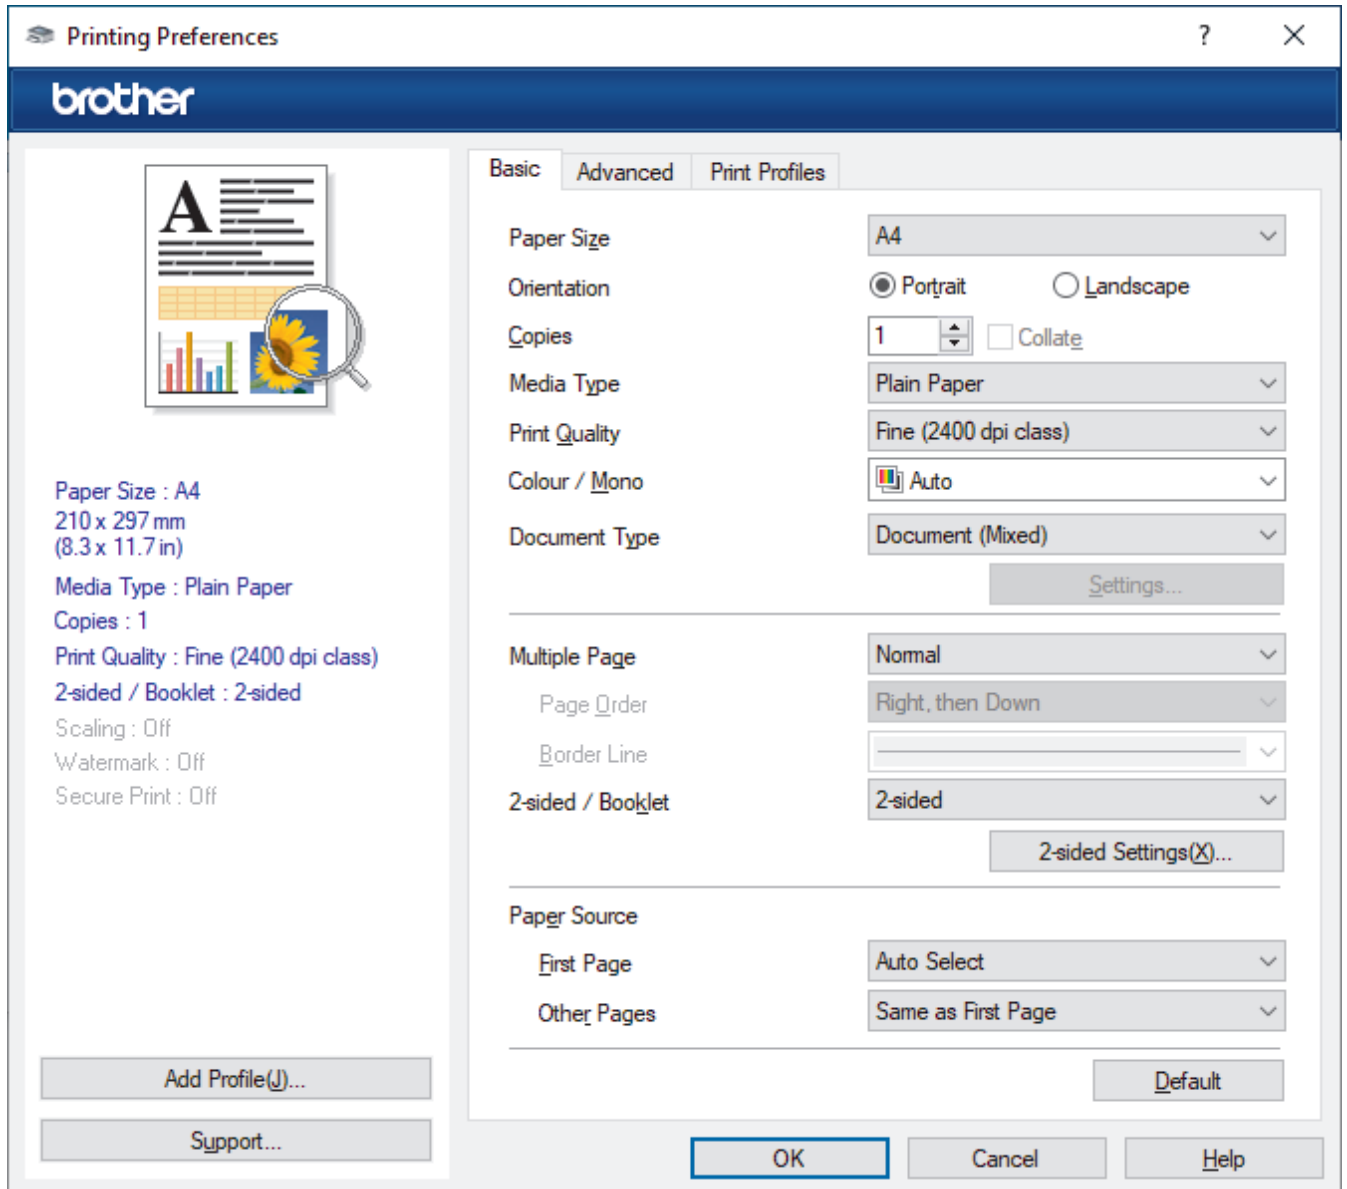 Printing Preferences
?
brother
A
Paper Size : A4
210 x 297 mm
(8.3 x 11.7 in)
Media Type : Plain Paper
Copies : 1
Print Quality : Fine (2400 dpi class)
2-sided / Booklet : 2-sided
Scaling : Off
Watermark : Off
Secure Print : Off
Add Profile(J)...
Support...
Basic Advanced Print Profiles
Paper Size A4
Orientation Portrait Landscape
Copies 1 Collate
Media Type Plain Paper
Print Quality Fine (2400 dpi class)
Colour / Mono Auto
Document Type Document (Mixed)
Settings...
Multiple Page Normal
Page Order Right, then Down
Border Line
2-sided / Booklet 2-sided
2-sided Settings(X)...
Paper Source
First Page Auto Select
Other Pages Same as First Page
Default
OK Cancel Help